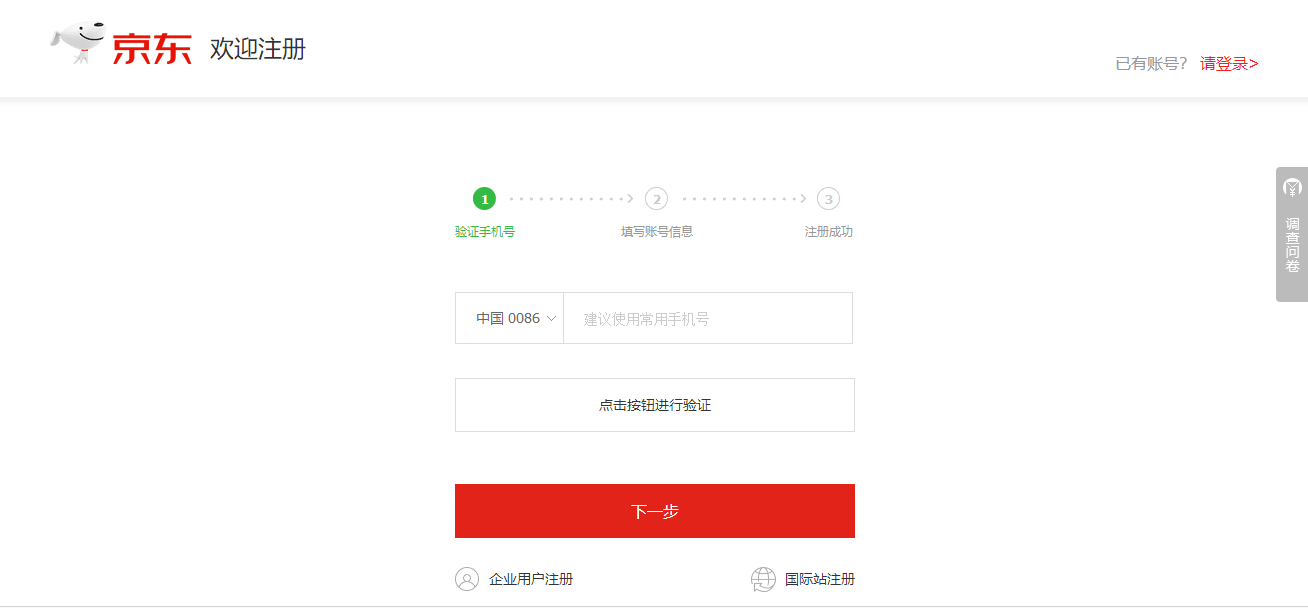 京东 欢迎注册
已有账号? 请登录>
1 2 3
验证手机号 填写账号信息 注册成功
中国 0086 建议使用常用手机号
点击按钮进行验证
下一步
企业用户注册 国际站注册
调查问卷